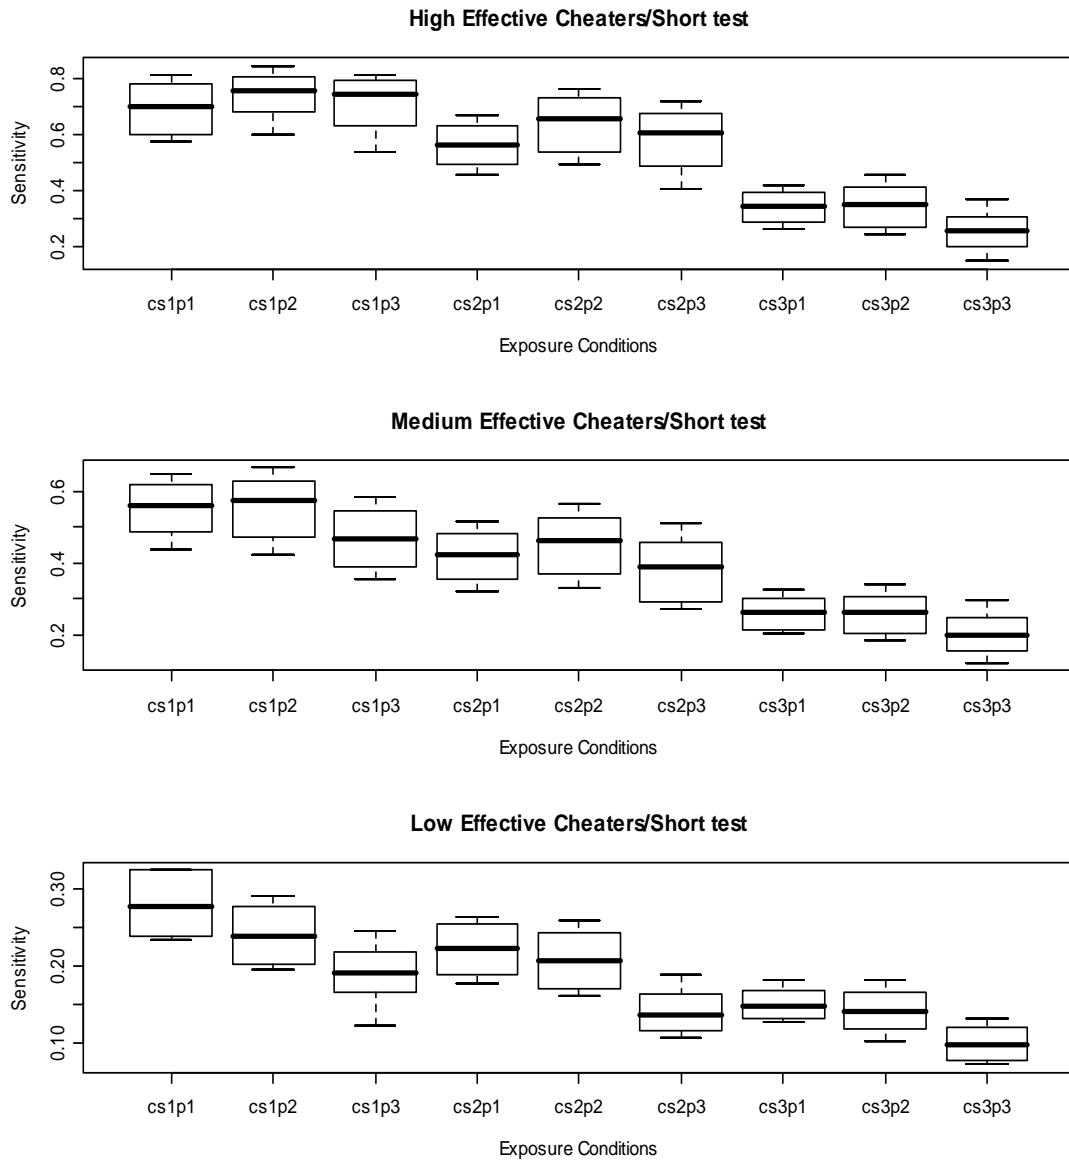 High Effective Cheaters/Short test
Sensitivity
0.8
0.6
0.4
0.2
cs1p1 cs1p2 cs1p3 cs2p1 cs2p2 cs2p3 cs3p1 cs3p2 cs3p3
Exposure Conditions
Medium Effective Cheaters/Short test
Sensitivity
0.6
0.4
0.2
cs1p1 cs1p2 cs1p3 cs2p1 cs2p2 cs2p3 cs3p1 cs3p2 cs3p3
Exposure Conditions
Low Effective Cheaters/Short test
Sensitivity
0.30
0.20
0.10
cs1p1 cs1p2 cs1p3 cs2p1 cs2p2 cs2p3 cs3p1 cs3p2 cs3p3
Exposure Conditions